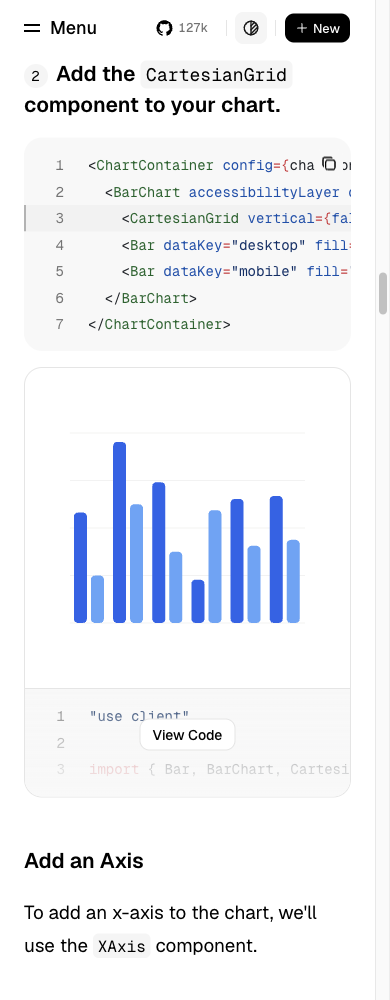 Menu 127k + New
2 Add the CartesianGrid
component to your chart.
1 <ChartContainer config={cha
2 <BarChart accessibilityLayer
3 <CartesianGrid vertical={fal
4 <Bar dataKey="desktop" fill=
5 <Bar dataKey="mobile" fill=
6 </BarChart>
7 </ChartContainer>
1 "use client"
View Code
2
3 import { Bar, BarChart, Cartesi
Add an Axis
To add an x-axis to the chart, we'll
use the XAxis component.